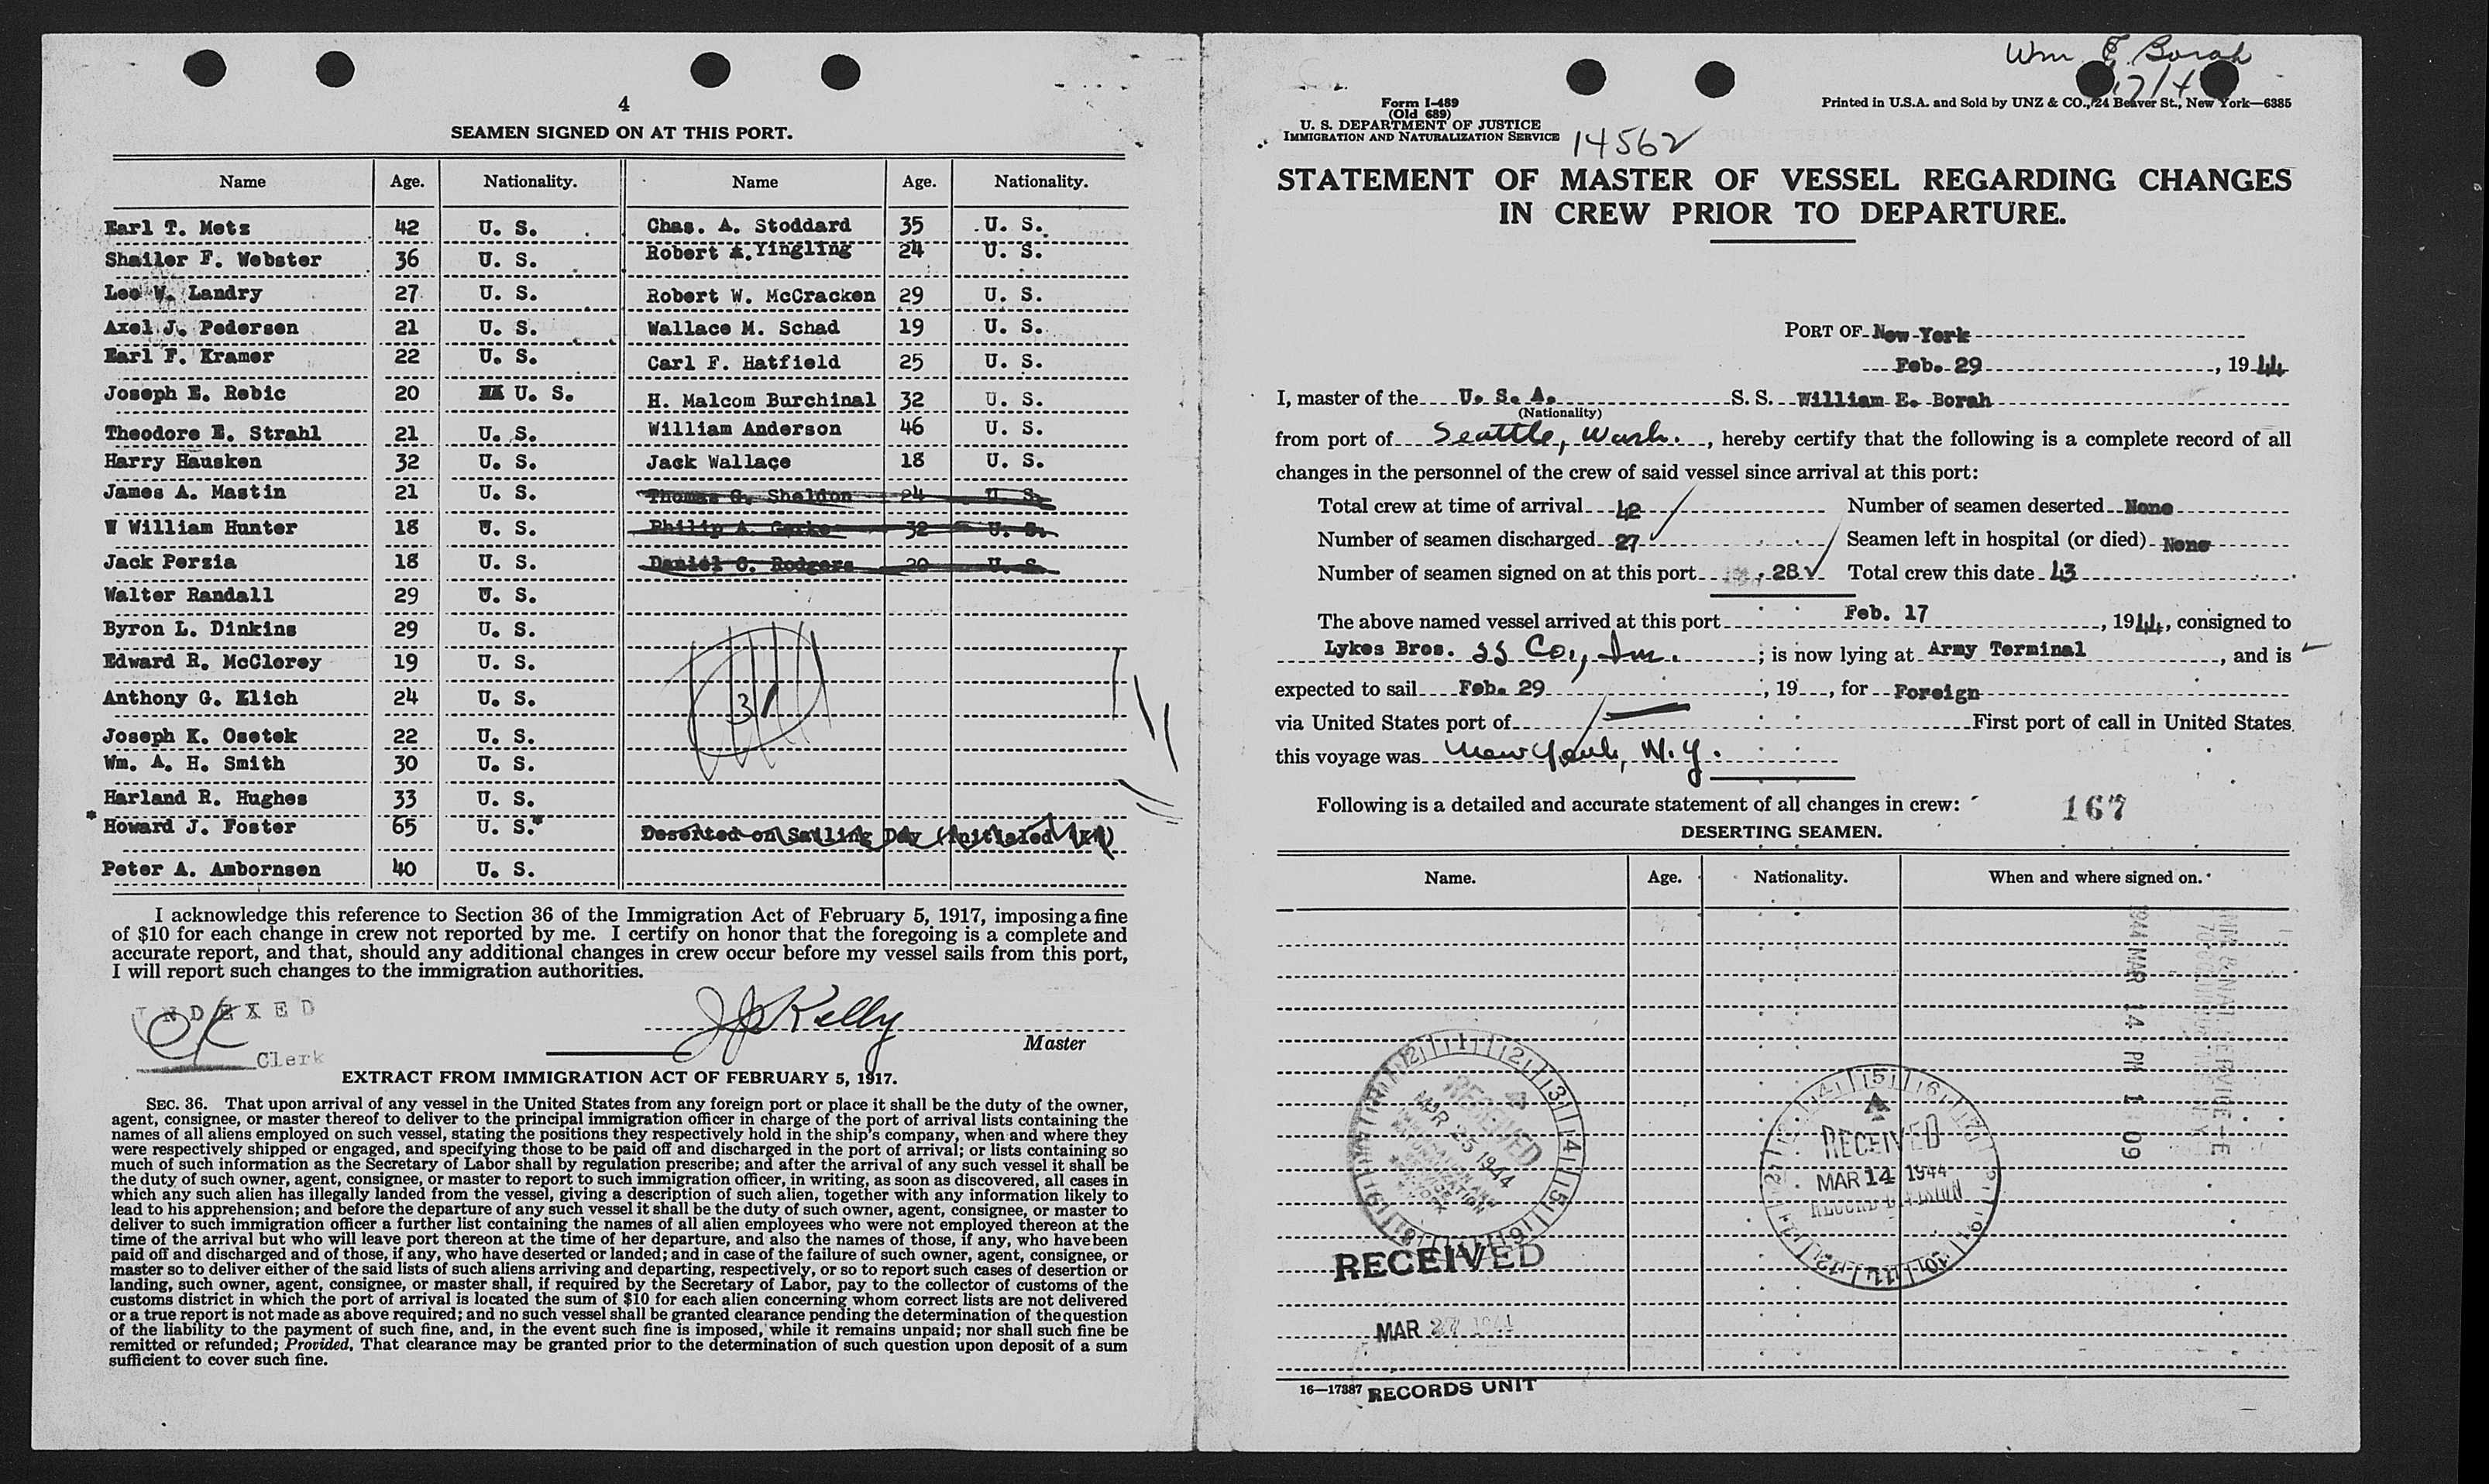 4
SEAMEN SIGNED ON AT THIS PORT.
Name Age. Nationality. Name Age. Nationality.
Earl T. Metz 42 U. S. Chas. A. Stoddard 35 U. S.
Shailer F. Webster 36 U. S. Robert A. Yingling 24 U. S.
Leo W. Landry 27 U. S. Robert W. McCracken 29 U. S.
Axel J. Pedersen 21 U. S. Wallace M. Schad 19 U. S.
Earl F. Kramer 22 U. S. Carl F. Hatfield 25 U. S.
Joseph E. Rebic 20 U. S. H. Malcom Burchinal 32 U. S.
Theodore E. Strahl 21 U. S. William Anderson 46 U. S.
Harry Hausken 32 U. S. Jack Wallace 18 U. S.
James A. Mastin 21 U. S. Thomas G. Sheldon 24 U. S.
W William Hunter 18 U. S. Philip A. Gerke 32 U. S.
Jack Perzia 18 U. S. Daniel C. Rodgers 20 U. S.
Walter Randall 29 U. S.
Byron L. Dinkins 29 U. S.
Edward R. McClorey 19 U. S.
Anthony G. Elich 24 U. S.
Joseph K. Osetek 22 U. S.
Wm. A. H. Smith 30 U. S.
Harland R. Hughes 33 U. S.
* Howard J. Foster 65 U. S.* Deserted on Sailing Day (Initialed
Peter A. Ambornsen 40 U. S.
31
I acknowledge this reference to Section 36 of the Immigration Act of February 5, 1917, imposing a fine
of $10 for each change in crew not reported by me. I certify on honor that the foregoing is a complete and
accurate report, and that, should any additional changes in crew occur before my vessel sails from this port,
I will report such changes to the immigration authorities.
INDEXED
Clerk
J J Kelly
Master
EXTRACT FROM IMMIGRATION ACT OF FEBRUARY 5, 1917.
SEC. 36. That upon arrival of any vessel in the United States from any foreign port or place it shall be the duty of the owner,
agent, consignee, or master thereof to deliver to the principal immigration officer in charge of the port of arrival lists containing the
names of all aliens employed on such vessel, stating the positions they respectively hold in the ship's company, when and where they
were respectively shipped or engaged, and specifying those to be paid off and discharged in the port of arrival; or lists containing so
much of such information as the Secretary of Labor shall by regulation prescribe; and after the arrival of any such vessel it shall be
the duty of such owner, agent, consignee, or master to report to such immigration officer, in writing, as soon as discovered, all cases in
which any such alien has illegally landed from the vessel, giving a description of such alien, together with any information likely to
lead to his apprehension; and before the departure of any such vessel it shall be the duty of such owner, agent, consignee, or master to
deliver to such immigration officer a further list containing the names of all alien employees who were not employed thereon at the
time of the arrival but who will leave port thereon at the time of her departure, and also the names of those, if any, who have been
paid off and discharged and of those, if any, who have deserted or landed; and in case of the failure of such owner, agent, consignee, or
master so to deliver either of the said lists of such aliens arriving and departing, respectively, or so to report such cases of desertion or
landing, such owner, agent, consignee, or master shall, if required by the Secretary of Labor, pay to the collector of customs of the
customs district in which the port of arrival is located the sum of $10 for each alien concerning whom correct lists are not delivered
or a true report is not made as above required; and no such vessel shall be granted clearance pending the determination of the question
of the liability to the payment of such fine, and, in the event such fine is imposed, while it remains unpaid; nor shall such fine be
remitted or refunded; Provided, That clearance may be granted prior to the determination of such question upon deposit of a sum
sufficient to cover such fine.
Wm E. Borah
Form I-489
(Old 689)
U. S. DEPARTMENT OF JUSTICE
IMMIGRATION AND NATURALIZATION SERVICE
14562
Printed in U.S.A. and Sold by UNZ & CO., 24 Beaver St., New York—6385
STATEMENT OF MASTER OF VESSEL REGARDING CHANGES
IN CREW PRIOR TO DEPARTURE.
PORT OF New York
Feb. 29, 1944
I, master of the U. S. A. S. S. William E. Borah
(Nationality)
from port of Seattle, Wash., hereby certify that the following is a complete record of all
changes in the personnel of the crew of said vessel since arrival at this port:
Total crew at time of arrival 42 Number of seamen deserted None
Number of seamen discharged 27 Seamen left in hospital (or died) None
Number of seamen signed on at this port 28 Total crew this date 43
The above named vessel arrived at this port Feb. 17, 1944, consigned to
Lykes Bros. SS Co., Inc.; is now lying at Army Terminal, and is
expected to sail Feb. 29, 19, for Foreign
via United States port of First port of call in United States
this voyage was New York, N.Y.
Following is a detailed and accurate statement of all changes in crew:
167
DESERTING SEAMEN.
Name. Age. Nationality. When and where signed on.
1944 MAR 14 PM 1 09
RECEIVED
MAR 25 1944
IMMIGRATION AND
NATURALIZATION
SERVICE
RECEIVED
MAR 14 1944
RECORD DIVISION
RECEIVED
MAR 27 1944
16—17387 RECORDS UNIT